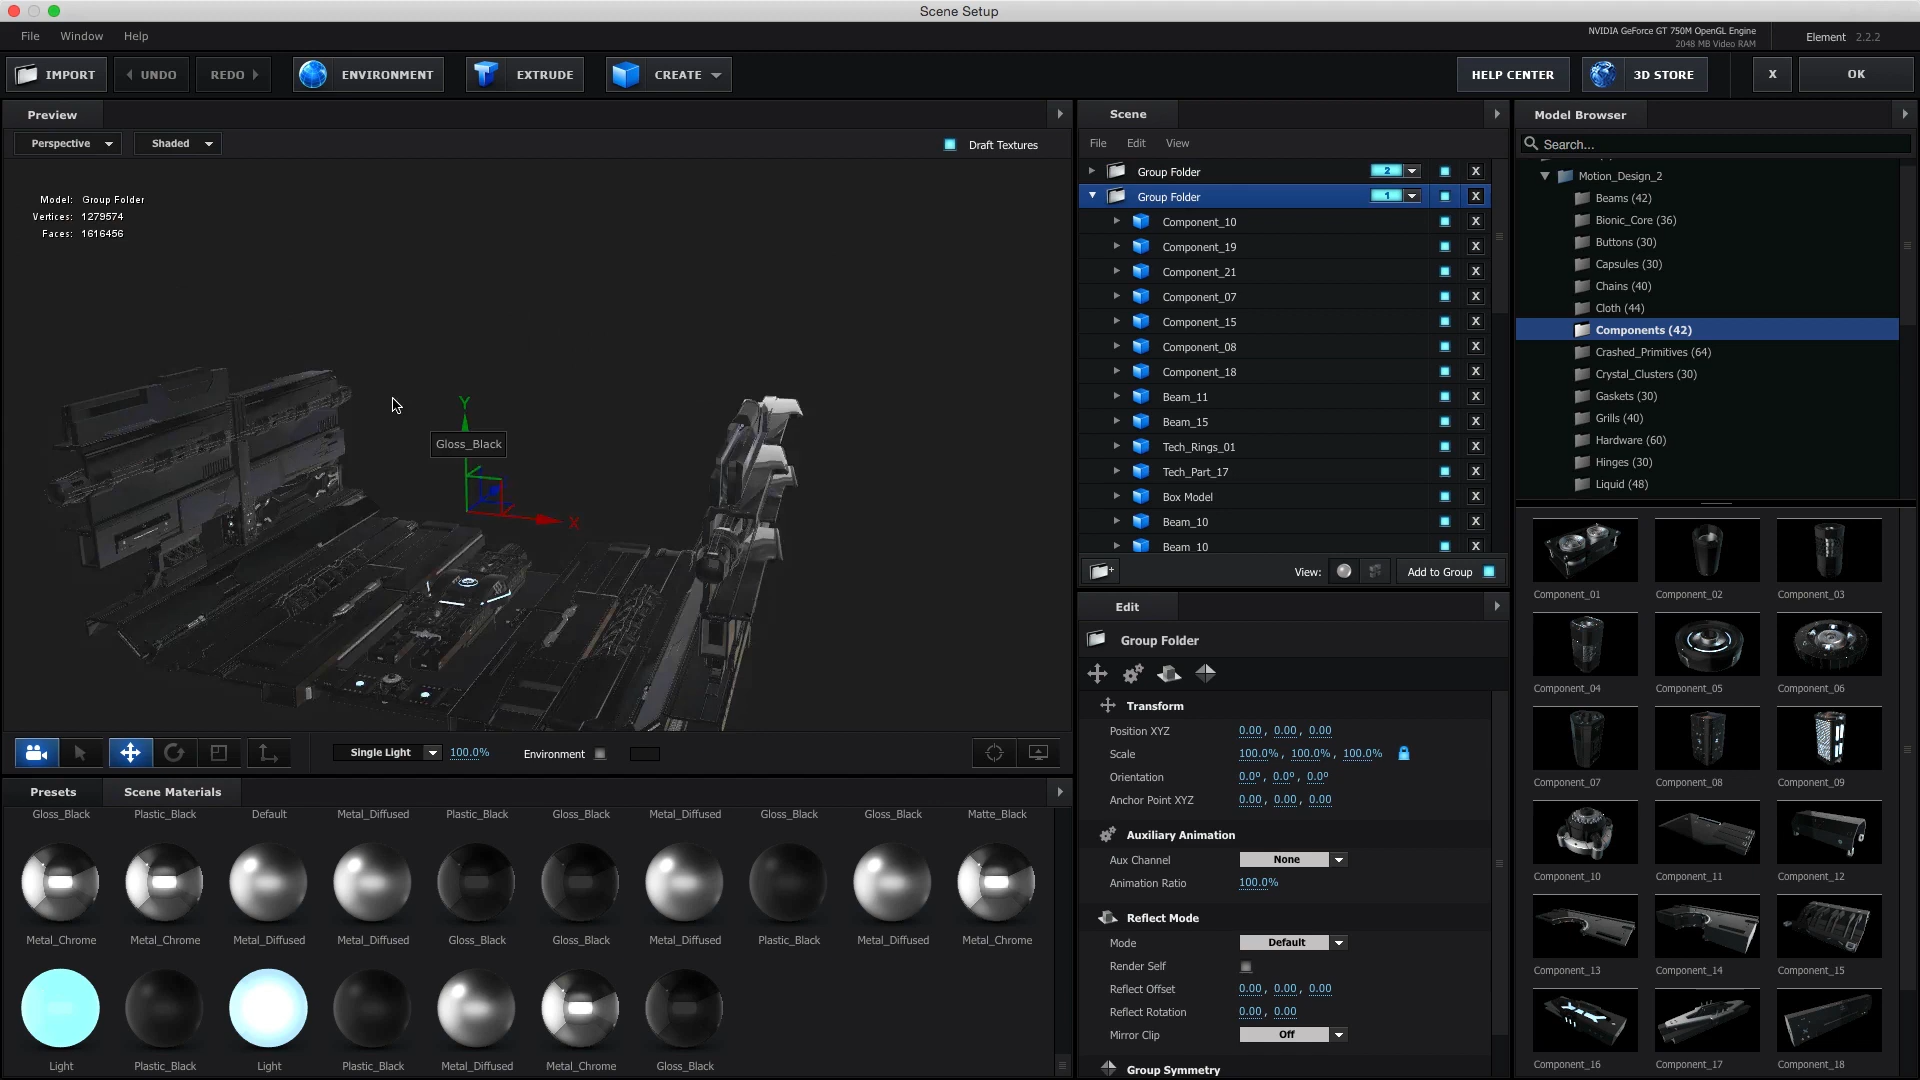 Scene Setup
File Window Help
NVIDIA GeForce GT 750M OpenGL Engine
2048 MB Video RAM
Element 2.2.2
IMPORT UNDO REDO ENVIRONMENT EXTRUDE CREATE HELP CENTER 3D STORE X OK
Preview
Perspective Shaded Draft Textures
Model: Group Folder
Vertices: 1279574
Faces: 1616456
Y
Gloss_Black
X
Single Light 100.0% Environment
Presets Scene Materials
Gloss_Black Plastic_Black Default Metal_Diffused Plastic_Black Gloss_Black Metal_Diffused Gloss_Black Gloss_Black Matte_Black
Metal_Chrome Metal_Chrome Metal_Diffused Metal_Diffused Gloss_Black Gloss_Black Metal_Diffused Plastic_Black Metal_Diffused Metal_Chrome
Light Plastic_Black Light Plastic_Black Metal_Diffused Metal_Chrome Gloss_Black
Scene
File Edit View
Group Folder 2 X
Group Folder 1 X
Component_10 X
Component_19 X
Component_21 X
Component_07 X
Component_15 X
Component_08 X
Component_18 X
Beam_11 X
Beam_15 X
Tech_Rings_01 X
Tech_Part_17 X
Box Model X
Beam_10 X
Beam_10 X
View: Add to Group
Edit
Group Folder
Transform
Position XYZ 0.00, 0.00, 0.00
Scale 100.0%, 100.0%, 100.0%
Orientation 0.0º, 0.0º, 0.0º
Anchor Point XYZ 0.00, 0.00, 0.00
Auxiliary Animation
Aux Channel None
Animation Ratio 100.0%
Reflect Mode
Mode Default
Render Self
Reflect Offset 0.00, 0.00, 0.00
Reflect Rotation 0.00, 0.00
Mirror Clip Off
Group Symmetry
Model Browser
Search...
Motion_Design_2
Beams (42)
Bionic_Core (36)
Buttons (30)
Capsules (30)
Chains (40)
Cloth (44)
Components (42)
Crashed_Primitives (64)
Crystal_Clusters (30)
Gaskets (30)
Grills (40)
Hardware (60)
Hinges (30)
Liquid (48)
Component_01 Component_02 Component_03
Component_04 Component_05 Component_06
Component_07 Component_08 Component_09
Component_10 Component_11 Component_12
Component_13 Component_14 Component_15
Component_16 Component_17 Component_18